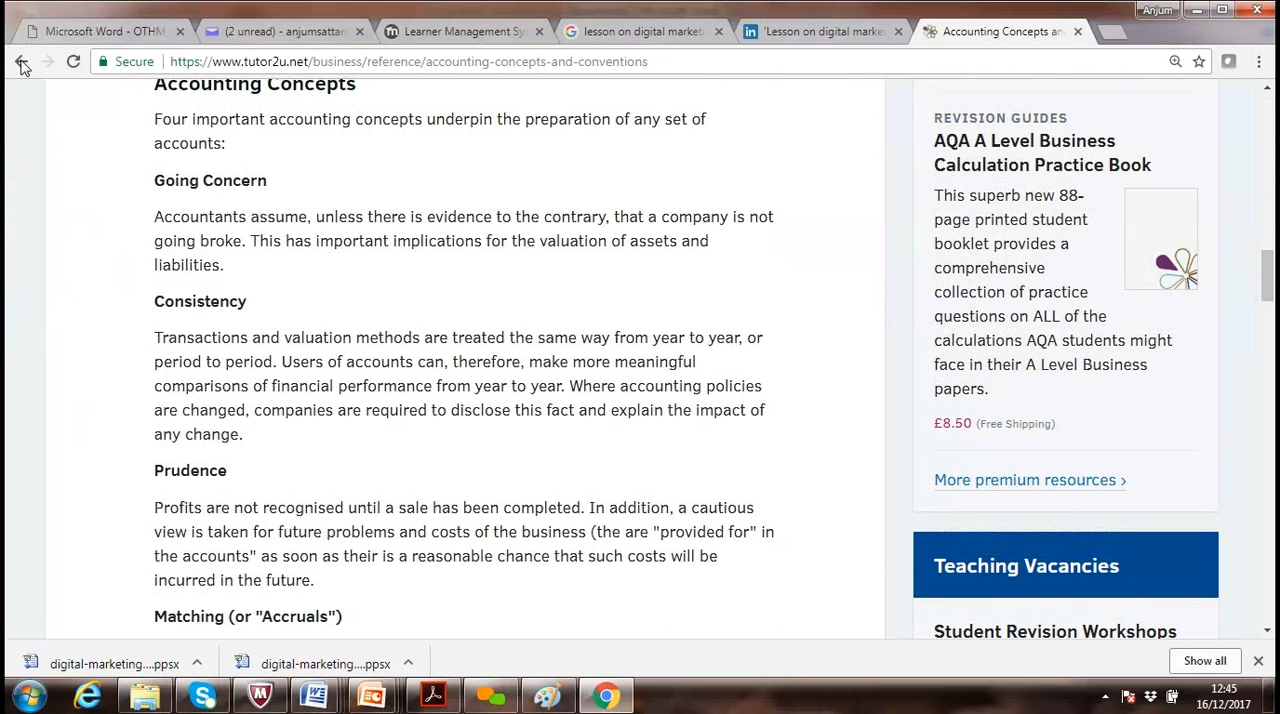 Anjum
Microsoft Word - OTHM
(2 unread) - anjumsattar
Learner Management Sy
lesson on digital market
'Lesson on digital market
Accounting Concepts an
Secure
https://www.tutor2u.net/business/reference/accounting-concepts-and-conventions
Accounting Concepts
Four important accounting concepts underpin the preparation of any set of
accounts:
Going Concern
Accountants assume, unless there is evidence to the contrary, that a company is not
going broke. This has important implications for the valuation of assets and
liabilities.
Consistency
Transactions and valuation methods are treated the same way from year to year, or
period to period. Users of accounts can, therefore, make more meaningful
comparisons of financial performance from year to year. Where accounting policies
are changed, companies are required to disclose this fact and explain the impact of
any change.
Prudence
Profits are not recognised until a sale has been completed. In addition, a cautious
view is taken for future problems and costs of the business (the are "provided for" in
the accounts" as soon as their is a reasonable chance that such costs will be
incurred in the future.
Matching (or "Accruals")
REVISION GUIDES
AQA A Level Business
Calculation Practice Book
This superb new 88-
page printed student
booklet provides a
comprehensive
collection of practice
questions on ALL of the
calculations AQA students might
face in their A Level Business
papers.
£8.50 (Free Shipping)
More premium resources ›
Teaching Vacancies
Student Revision Workshops
digital-marketing....ppsx
digital-marketing....ppsx
Show all
12:45
16/12/2017